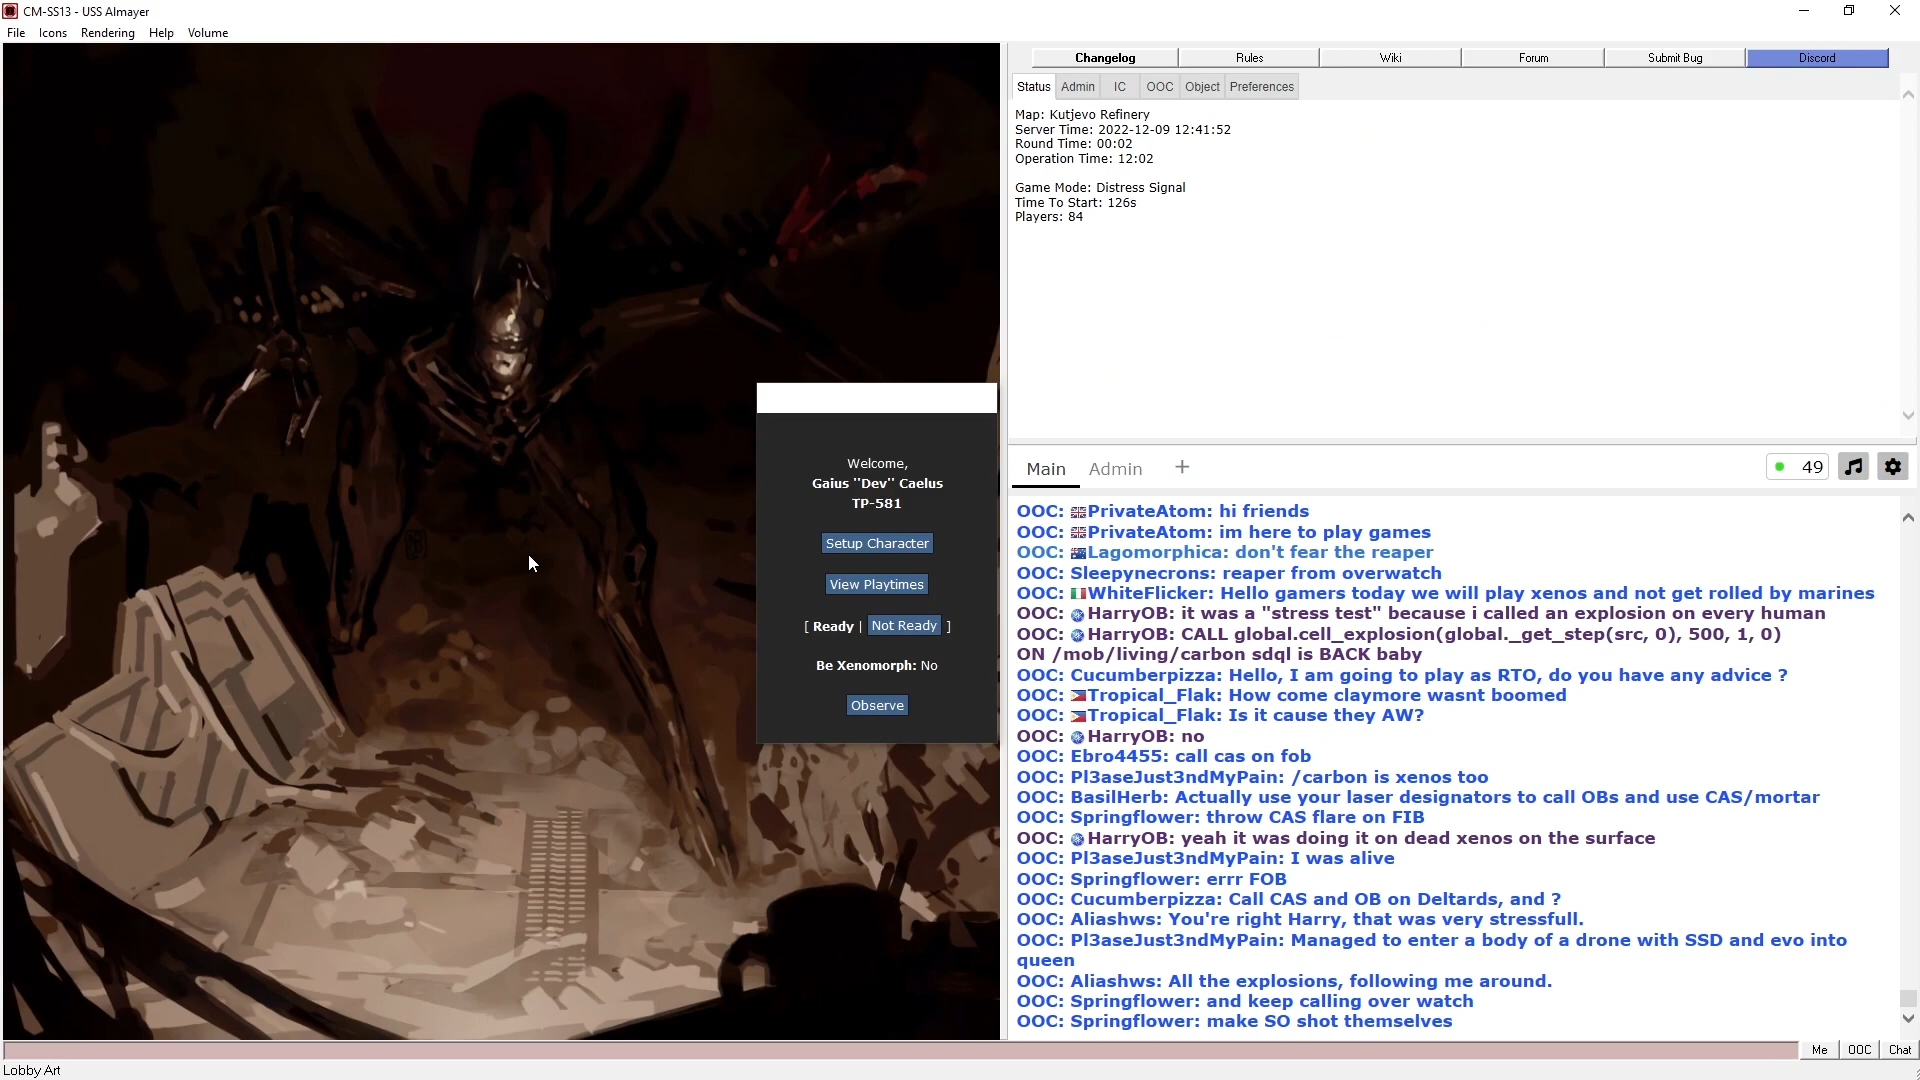 CM-SS13 - USS Almayer
File Icons Rendering Help Volume
Changelog Rules Wiki Forum Submit Bug Discord
Status Admin IC OOC Object Preferences
Map: Kutjevo Refinery
Server Time: 2022-12-09 12:41:52
Round Time: 00:02
Operation Time: 12:02
Game Mode: Distress Signal
Time To Start: 126s
Players: 84
Welcome,
Gaius "Dev" Caelus
TP-581
Setup Character
View Playtimes
[ Ready | Not Ready ]
Be Xenomorph: No
Observe
Main Admin + 49
OOC: PrivateAtom: hi friends
OOC: PrivateAtom: im here to play games
OOC: Lagomorphica: don't fear the reaper
OOC: Sleepynecrons: reaper from overwatch
OOC: WhiteFlicker: Hello gamers today we will play xenos and not get rolled by marines
OOC: HarryOB: it was a "stress test" because i called an explosion on every human
OOC: HarryOB: CALL global.cell_explosion(global._get_step(src, 0), 500, 1, 0)
ON /mob/living/carbon sdql is BACK baby
OOC: Cucumberpizza: Hello, I am going to play as RTO, do you have any advice ?
OOC: Tropical_Flak: How come claymore wasnt boomed
OOC: Tropical_Flak: Is it cause they AW?
OOC: HarryOB: no
OOC: Ebro4455: call cas on fob
OOC: Pl3aseJust3ndMyPain: /carbon is xenos too
OOC: BasilHerb: Actually use your laser designators to call OBs and use CAS/mortar
OOC: Springflower: throw CAS flare on FIB
OOC: HarryOB: yeah it was doing it on dead xenos on the surface
OOC: Pl3aseJust3ndMyPain: I was alive
OOC: Springflower: errr FOB
OOC: Cucumberpizza: Call CAS and OB on Deltards, and ?
OOC: Aliashws: You're right Harry, that was very stressfull.
OOC: Pl3aseJust3ndMyPain: Managed to enter a body of a drone with SSD and evo into
queen
OOC: Aliashws: All the explosions, following me around.
OOC: Springflower: and keep calling over watch
OOC: Springflower: make SO shot themselves
Me OOC Chat
Lobby Art